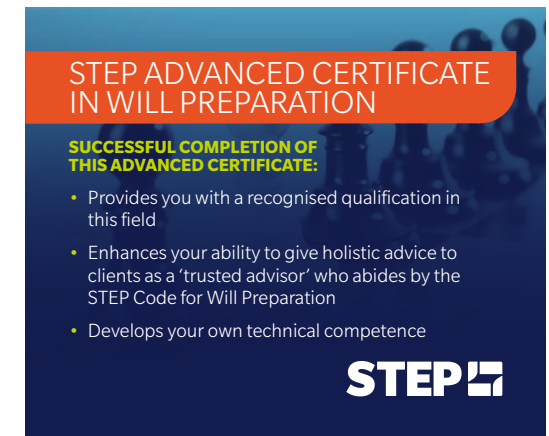 STEP ADVANCED CERTIFICATE
IN WILL PREPARATION
SUCCESSFUL COMPLETION OF
THIS ADVANCED CERTIFICATE:
• Provides you with a recognised qualification in
this field
• Enhances your ability to give holistic advice to
clients as a ‘trusted advisor’ who abides by the
STEP Code for Will Preparation
• Develops your own technical competence
STEP